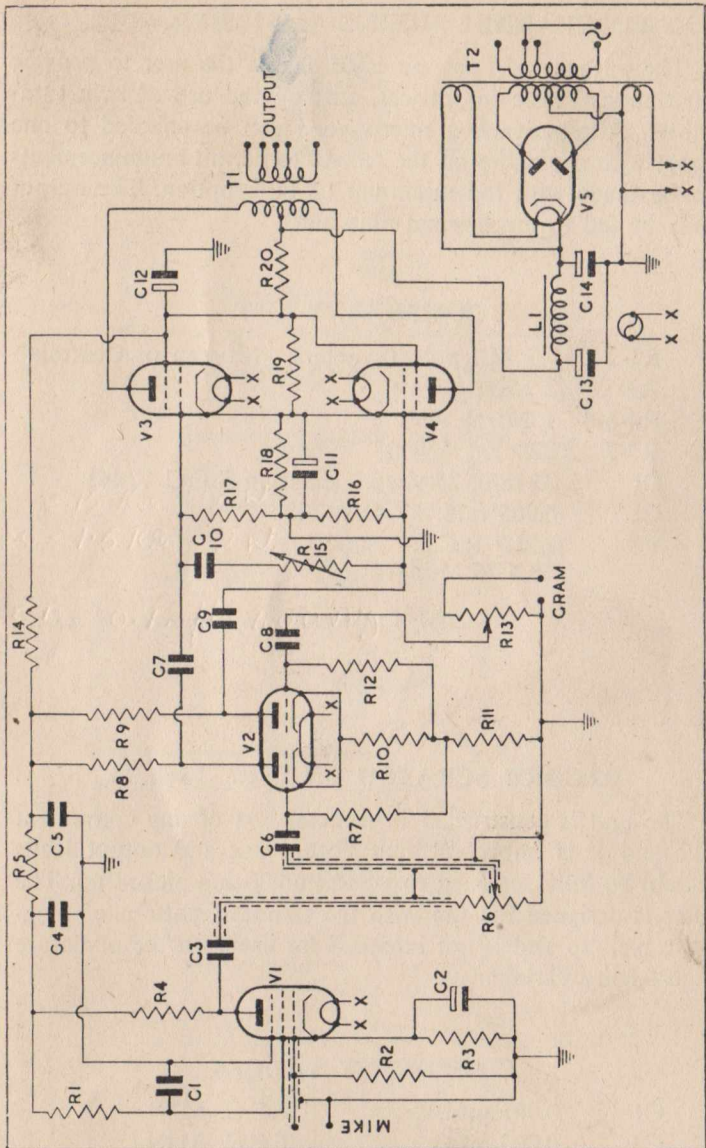 R14
R5
C5
C4
R1
C1
R4
C3
V1
X X
MIKE
R2
R3
C2
R6
C6
R8
R9
V2
X
X
R7
R10
R11
R12
C8
R13
GRAM
C7
C9
C
10
R
15
R17
R16
R18
C11
R19
V3
X
X
V4
X
X
C12
R20
T1
OUTPUT
T2
V5
L1
C13
C14
X X
X X